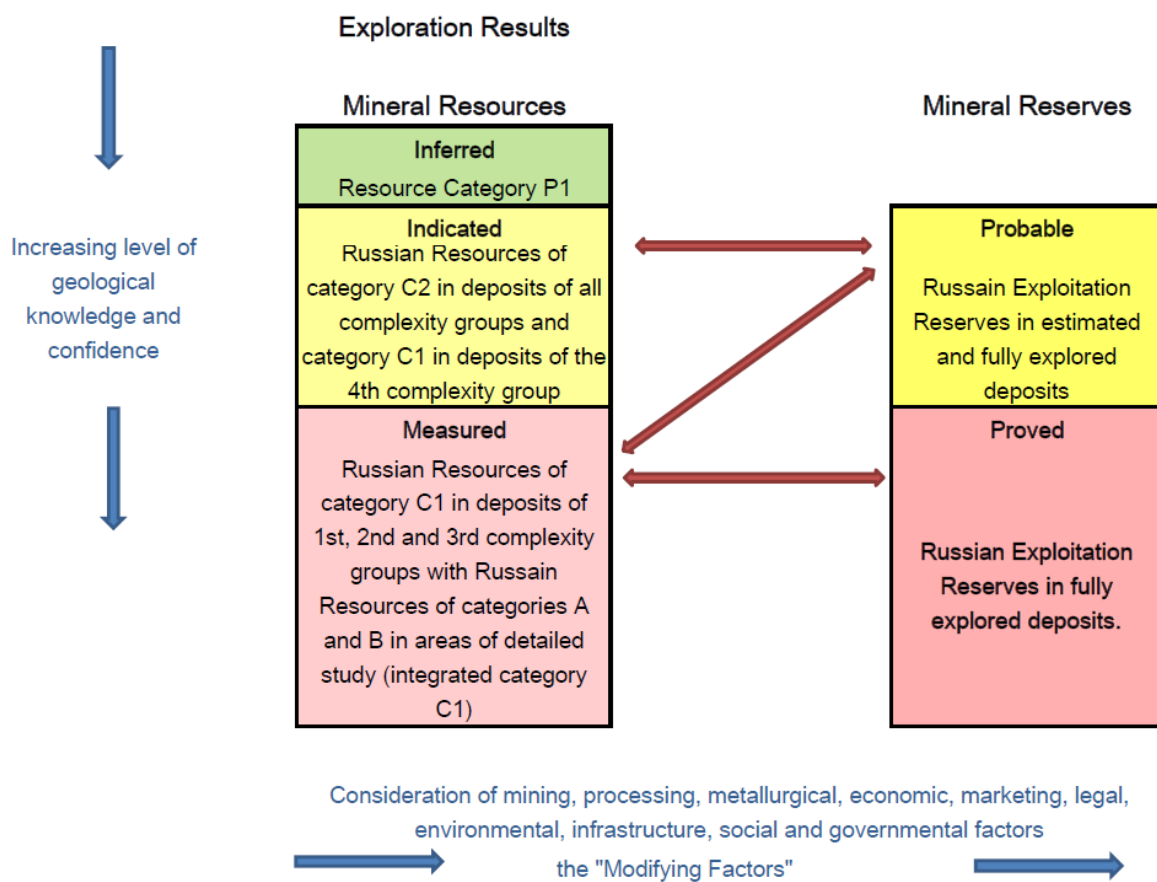 Exploration Results
Mineral Resources
Mineral Reserves
Inferred
Resource Category P1
Increasing level of
geological
knowledge and
confidence
Indicated
Russian Resources of
category C2 in deposits of all
complexity groups and
category C1 in deposits of the
4th complexity group
Probable
Russain Exploitation
Reserves in estimated
and fully explored
deposits
Measured
Russian Resources of
category C1 in deposits of
1st, 2nd and 3rd complexity
groups with Russain
Resources of categories A
and B in areas of detailed
study (integrated category
C1)
Proved
Russian Exploitation
Reserves in fully
explored deposits.
Consideration of mining, processing, metallurgical, economic, marketing, legal,
environmental, infrastructure, social and governmental factors
the "Modifying Factors"